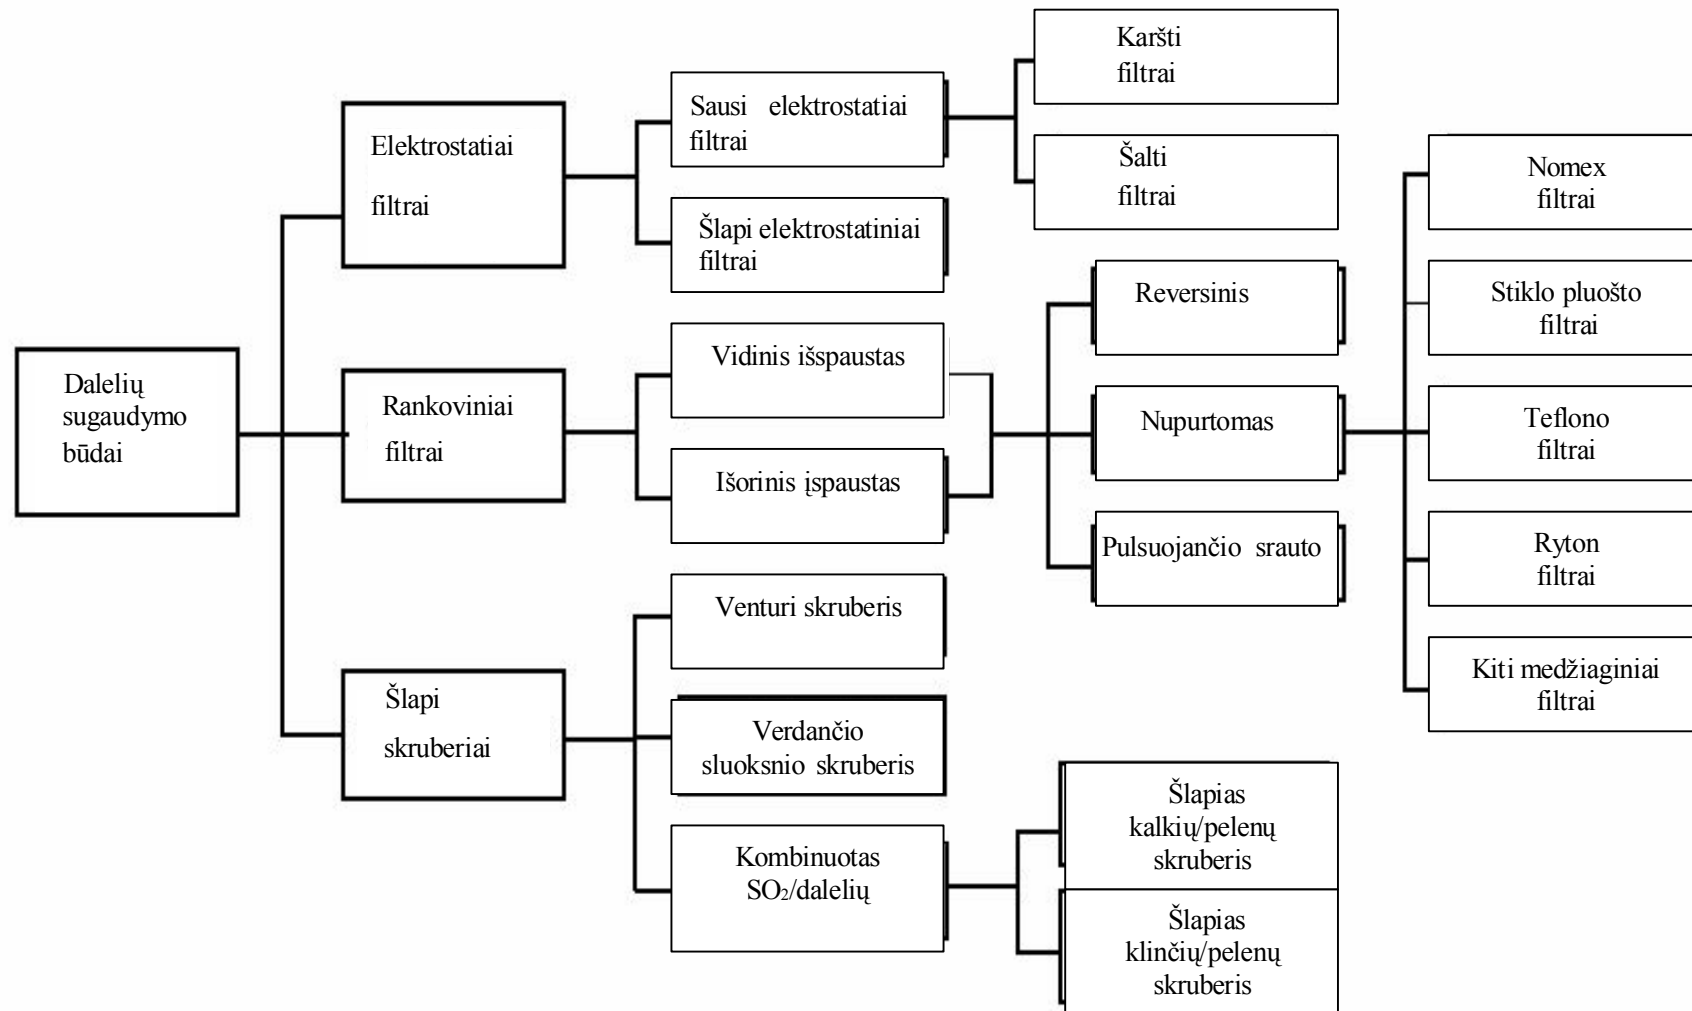 Dalelių
sugaudymo
būdai
Elektrostatiai
filtrai
Rankoviniai
filtrai
Šlapi
skruberiai
Sausi elektrostatiai
filtrai
Šlapi elektrostatiniai
filtrai
Vidinis išspaustas
Išorinis įspaustas
Venturi skruberis
Verdančio
sluoksnio skruberis
Kombinuotas
SO₂/dalelių
Karšti
filtrai
Šalti
filtrai
Reversinis
Nupurtomas
Pulsuojančio srauto
Šlapias
kalkių/pelenų
skruberis
Šlapias
klinčių/pelenų
skruberis
Nomex
filtrai
Stiklo pluošto
filtrai
Teflono
filtrai
Ryton
filtrai
Kiti medžiaginiai
filtrai